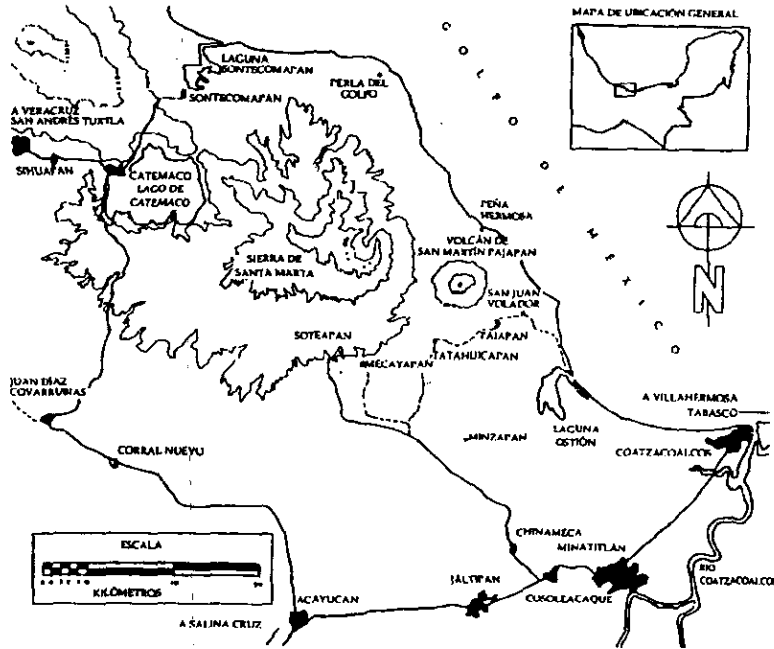 MAPA DE UBICACIÓN GENERAL
GOLFO DE MÉXICO
LAGUNA
SONTECOMAPAN
SONTECOMAPAN
PERLA DEL
GOLFO
A VERACRUZ
SAN ANDRÉS TUXTLA
SIHUAPAN
CATEMACO
LAGO DE
CATEMACO
PEÑA
HERMOSA
VOLCÁN DE
SAN MARTÍN PAJAPAN
SIERRA DE
SANTA MARTA
SAN JUAN
VOLADOR
N
PAJAPAN
TATAHUICAPAN
SOTEAPAN
MECAYAPAN
JUAN DÍAZ
COVARRUBIAS
A VILLAHERMOSA
TABASCO
LAGUNA
OSTIÓN
COATZACOALCOS
MINZAPAN
CORRAL NUEVO
CHINAMECA
MINATITLÁN
ESCALA
KILÓMETROS
RIO
COATZACOALCOS
JÁLTIPAN
COSOLEACAQUE
ACAYUCAN
A SALINA CRUZ